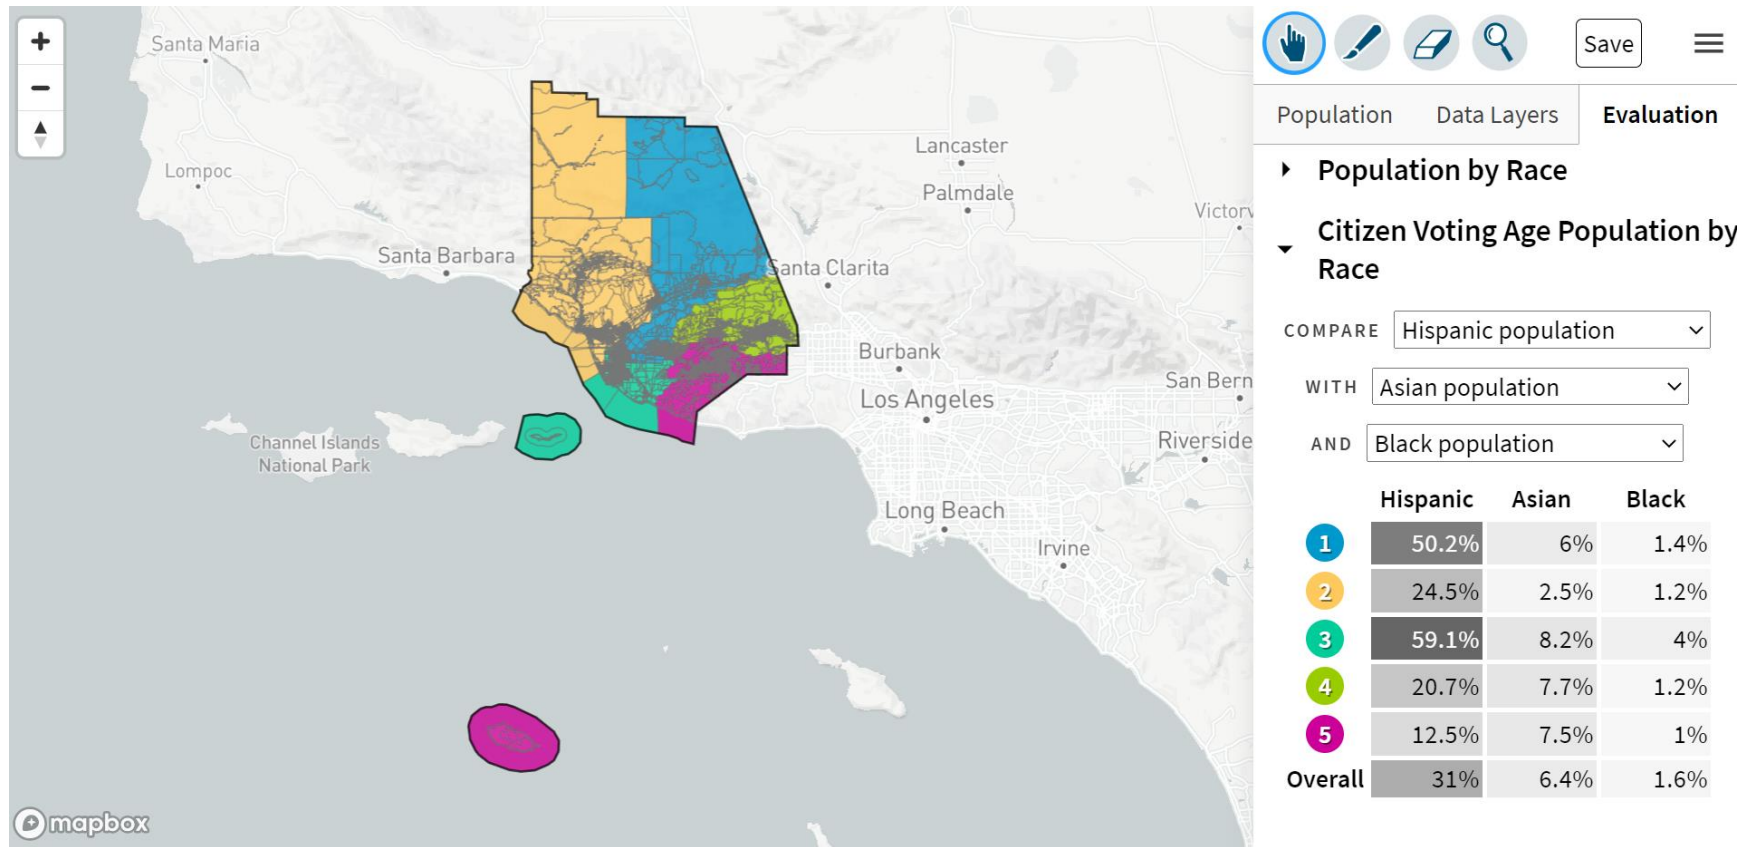 Santa Maria
Lompoc
Santa Barbara
Lancaster
Palmdale
Victorv
Santa Clarita
Burbank
Los Angeles
San Bern
Riverside
Channel Islands
National Park
Long Beach
Irvine
mapbox
Save
Population
Data Layers
Evaluation
Population by Race
Citizen Voting Age Population by
Race
COMPARE Hispanic population
WITH Asian population
AND Black population
Hispanic Asian Black
1 50.2% 6% 1.4%
2 24.5% 2.5% 1.2%
3 59.1% 8.2% 4%
4 20.7% 7.7% 1.2%
5 12.5% 7.5% 1%
Overall 31% 6.4% 1.6%